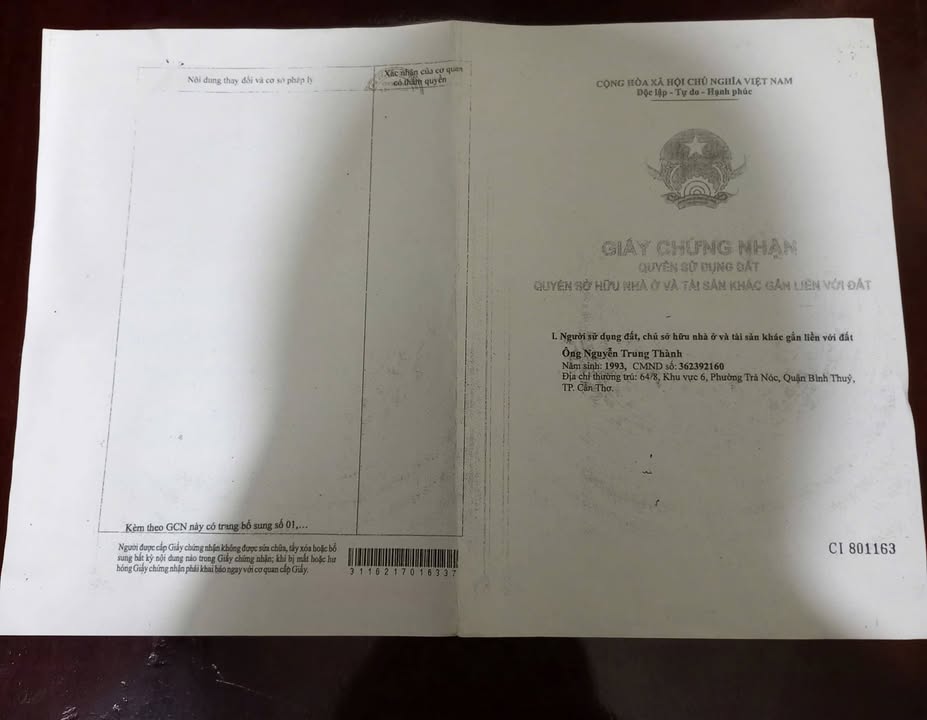 Nội dung thay đổi và cơ sở pháp lý
Xác nhận của cơ quan
có thẩm quyền
Kèm theo GCN này có trang bổ sung số 01,...
Người được cấp Giấy chứng nhận không được sửa chữa, tẩy xóa hoặc bổ
sung bất kỳ nội dung nào trong Giấy chứng nhận; khi bị mất hoặc hư
hỏng Giấy chứng nhận phải khai báo ngay với cơ quan cấp Giấy.
CỘNG HÒA XÃ HỘI CHỦ NGHĨA VIỆT NAM
Độc lập - Tự do - Hạnh phúc
GIẤY CHỨNG NHẬN
QUYỀN SỬ DỤNG ĐẤT
QUYỀN SỞ HỮU NHÀ Ở VÀ TÀI SẢN KHÁC GẮN LIỀN VỚI ĐẤT
I. Người sử dụng đất, chủ sở hữu nhà ở và tài sản khác gắn liền với đất
Ông Nguyễn Trung Thành
Năm sinh: 1993, CMND số: 362392160
Địa chỉ thường trú: 64/8, Khu vực 6, Phường Trà Nóc, Quận Bình Thuỷ,
TP. Cần Thơ.
CI 801163